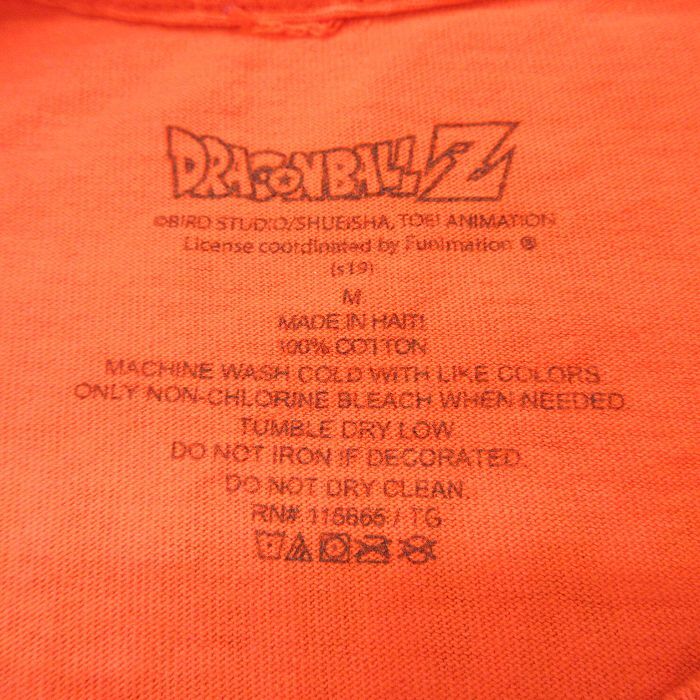 DRAGONBALL Z
©BIRD STUDIO/SHUEISHA, TOEI ANIMATION
License coordinated by Funimation ®
(s19)
M
MADE IN HAITI
100% COTTON
MACHINE WASH COLD WITH LIKE COLORS
ONLY NON-CHLORINE BLEACH WHEN NEEDED
TUMBLE DRY LOW
DO NOT IRON IF DECORATED.
DO NOT DRY CLEAN.
RN# 115665 / TG